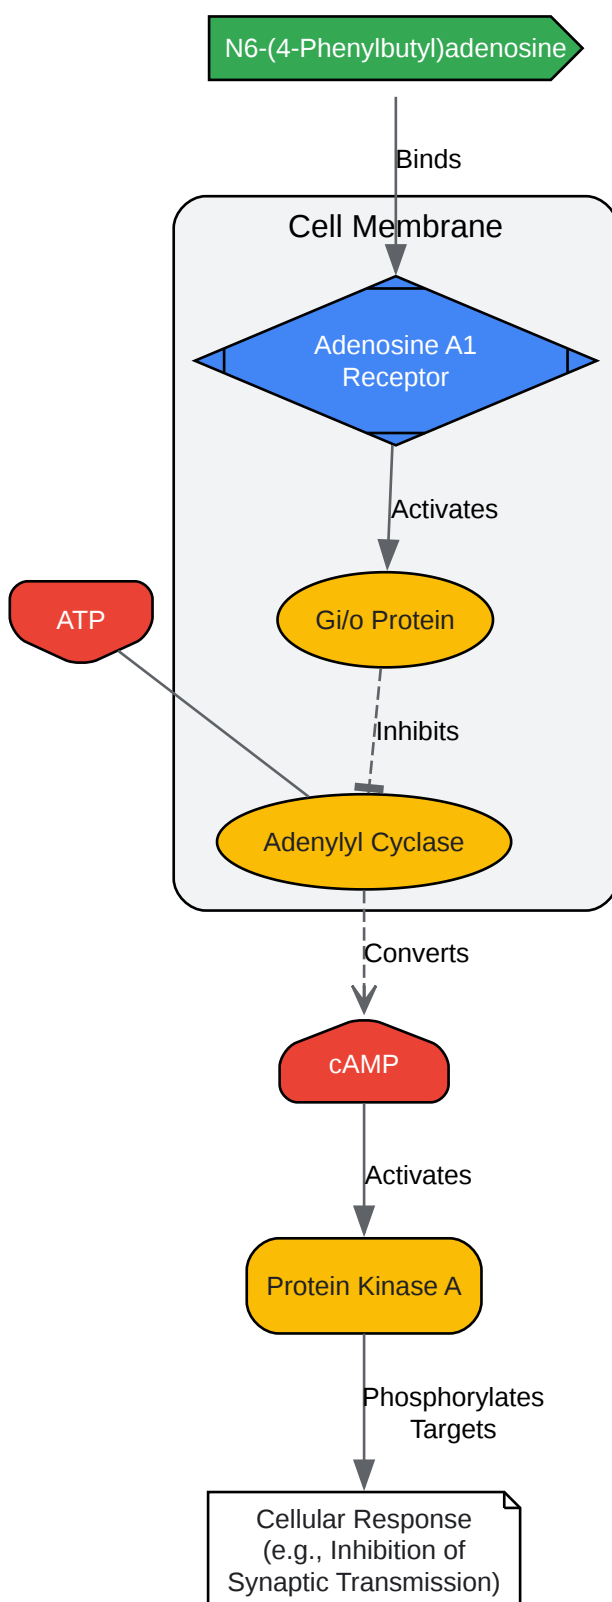 N6-(4-Phenylbutyl)adenosine
Binds
Cell Membrane
Adenosine A1
Receptor
Activates
Gi/o Protein
ATP
Inhibits
Adenylyl Cyclase
Converts
cAMP
Activates
Protein Kinase A
Phosphorylates
Targets
Cellular Response
(e.g., Inhibition of
Synaptic Transmission)